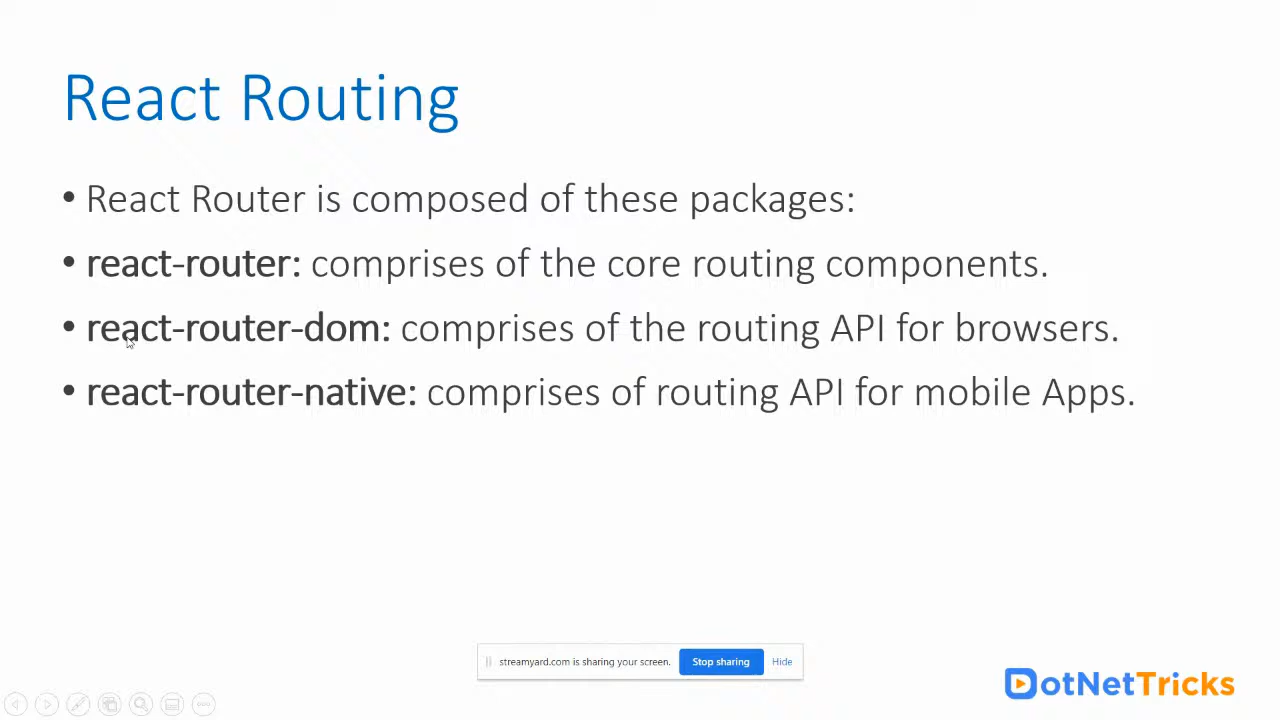 React Routing
• React Router is composed of these packages:
• react-router: comprises of the core routing components.
• react-router-dom: comprises of the routing API for browsers.
• react-router-native: comprises of routing API for mobile Apps.
streamyard.com is sharing your screen. Stop sharing Hide
DotNetTricks